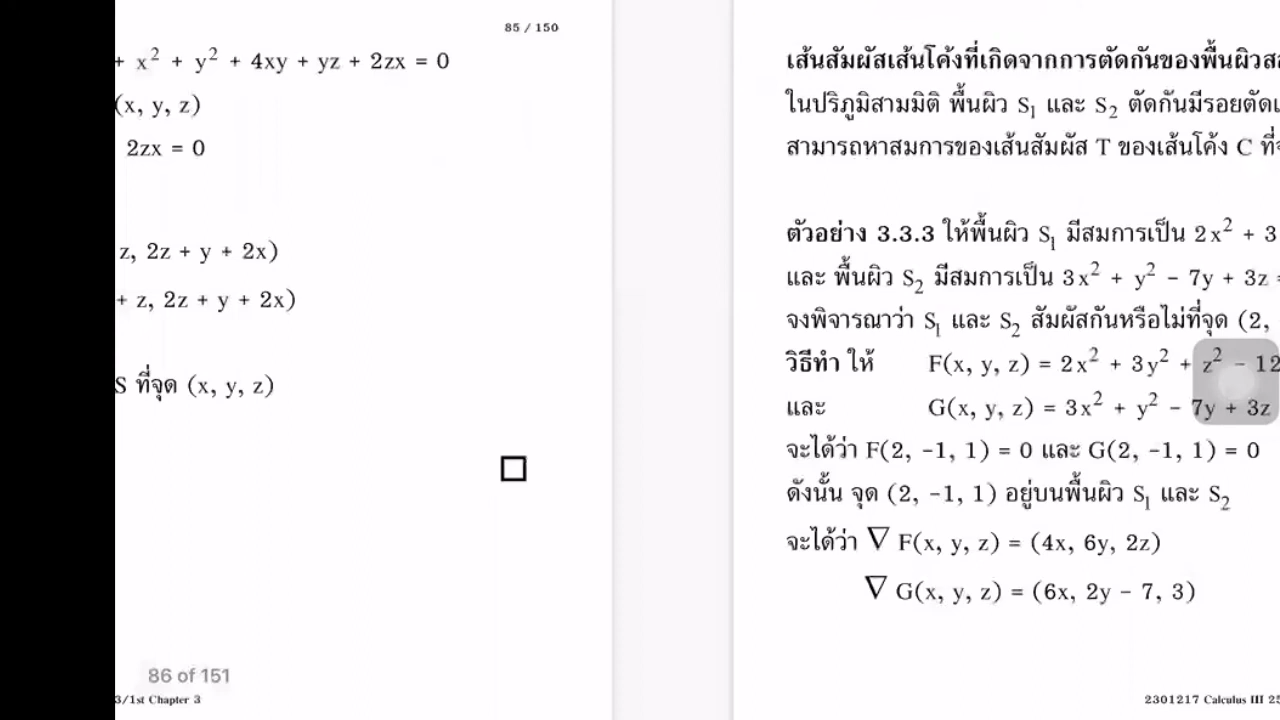 85 / 150
+ x² + y² + 4xy + yz + 2zx = 0
(x, y, z)
2zx = 0
z, 2z + y + 2x)
+ z, 2z + y + 2x)
S ที่จุด (x, y, z)
86 of 151
3/1st Chapter 3
เส้นสัมผัสเส้นโค้งที่เกิดจากการตัดกันของพื้นผิว
ในปริภูมิสามมิติ พื้นผิว S₁ และ S₂ ตัดกันมีรอยตัด
สามารถหาสมการของเส้นสัมผัส T ของเส้นโค้ง C ที่
ตัวอย่าง 3.3.3 ให้พื้นผิว S₁ มีสมการเป็น 2x² + 3
และ พื้นผิว S₂ มีสมการเป็น 3x² + y² - 7y + 3z =
จงพิจารณาว่า S₁ และ S₂ สัมผัสกันหรือไม่ที่จุด (2,
วิธีทำ ให้ F(x, y, z) = 2x² + 3y² + z² - 12
และ G(x, y, z) = 3x² + y² - 7y + 3z
จะได้ว่า F(2, -1, 1) = 0 และ G(2, -1, 1) = 0
ดังนั้น จุด (2, -1, 1) อยู่บนพื้นผิว S₁ และ S₂
จะได้ว่า ∇ F(x, y, z) = (4x, 6y, 2z)
∇ G(x, y, z) = (6x, 2y - 7, 3)
2301217 Calculus III 25